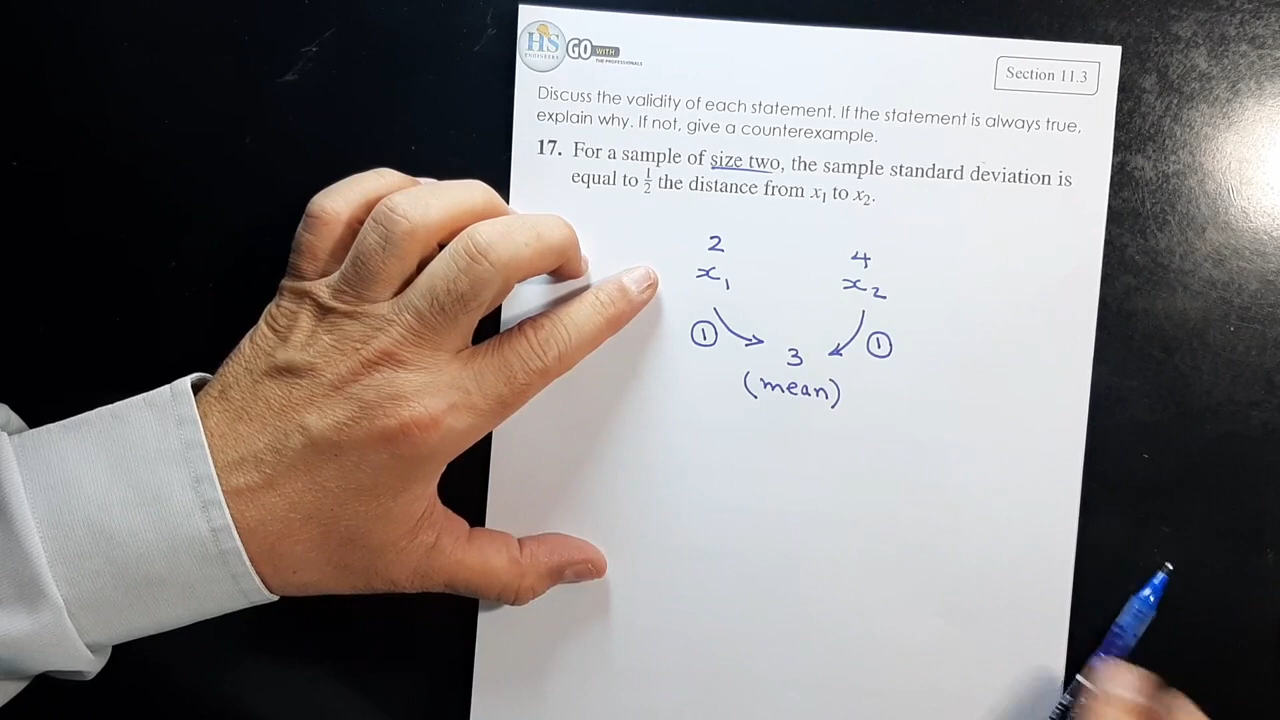 HS
ENGINEERS
GO WITH
THE PROFESSIONALS
Section 11.3
Discuss the validity of each statement. If the statement is always true,
explain why. If not, give a counterexample.
17. For a sample of size two, the sample standard deviation is
equal to 1/2 the distance from x₁ to x₂.
2 4
x₁ x₂
① 3 ①
(mean)